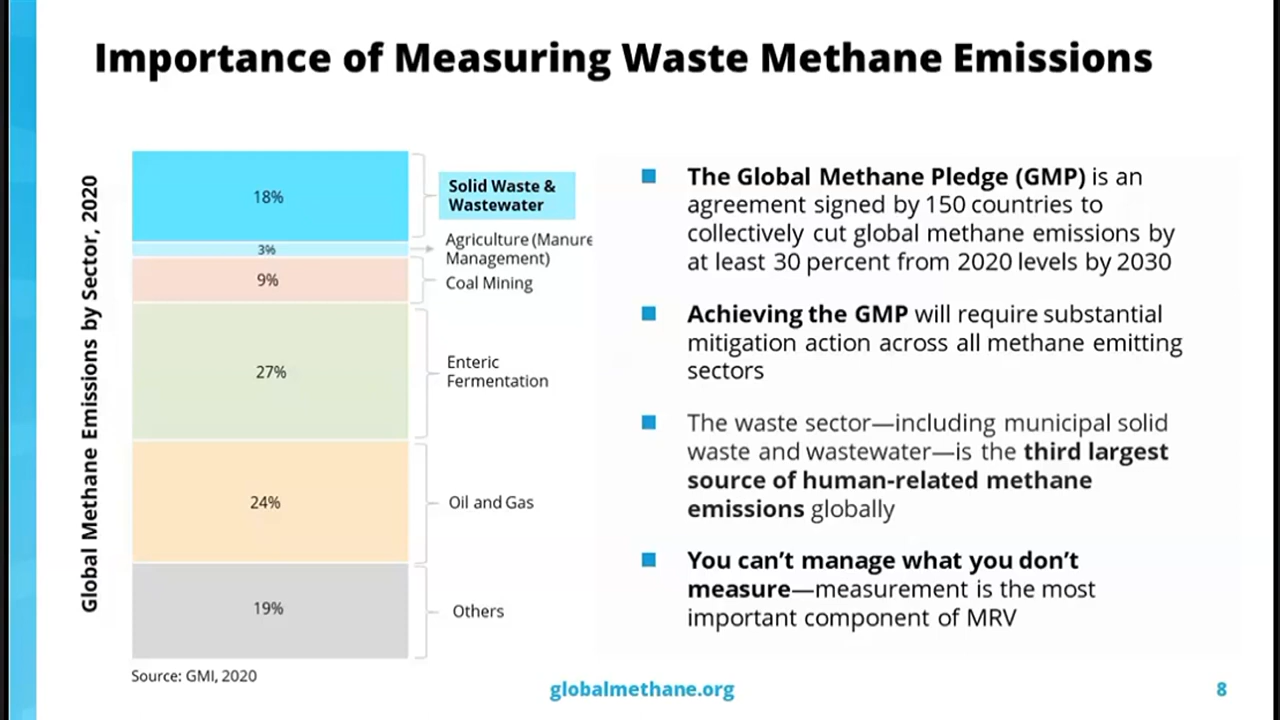 Importance of Measuring Waste Methane Emissions
Global Methane Emissions by Sector, 2020
18%
Solid Waste &
Wastewater
3%
Agriculture (Manure
Management)
9%
Coal Mining
27%
Enteric
Fermentation
24%
Oil and Gas
19%
Others
Source: GMI, 2020
The Global Methane Pledge (GMP) is an
agreement signed by 150 countries to
collectively cut global methane emissions by
at least 30 percent from 2020 levels by 2030
Achieving the GMP will require substantial
mitigation action across all methane emitting
sectors
The waste sector—including municipal solid
waste and wastewater—is the third largest
source of human-related methane
emissions globally
You can’t manage what you don’t
measure—measurement is the most
important component of MRV
globalmethane.org
8